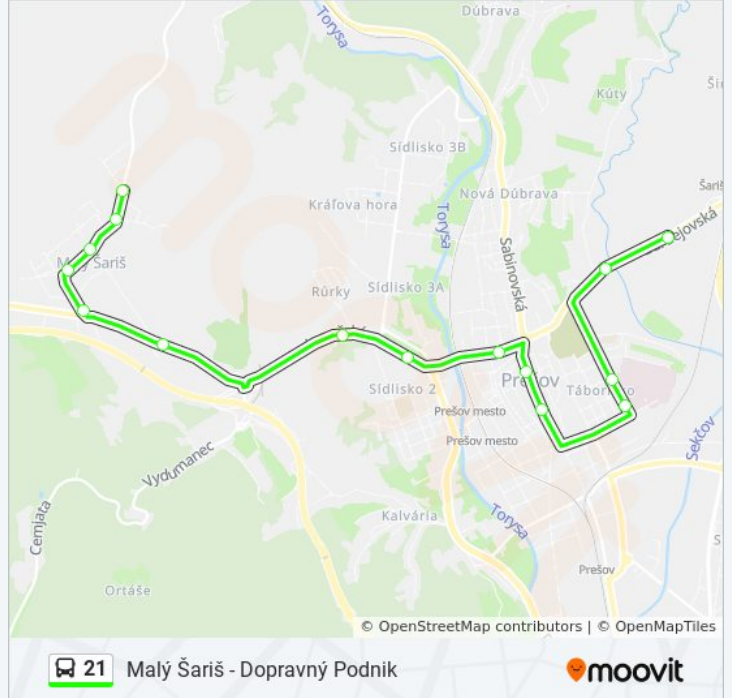 Torysa
Dúbrava
Kúty
Sídlisko 3B
Šariš
Nová Dúbrava
Kráľova hora
Torysa
Sabinovská
Malý Šariš
Rúrky
Sídlisko 3A
Prešov
Sídlisko 2
Prešov mesto
Prešov mesto
Sekčov
Vydumanec
Cemjata
Kalvária
Torysa
Prešov
Ortáše
© OpenStreetMap contributors | © OpenMapTiles
21 Malý Šariš - Dopravný Podnik
moovit